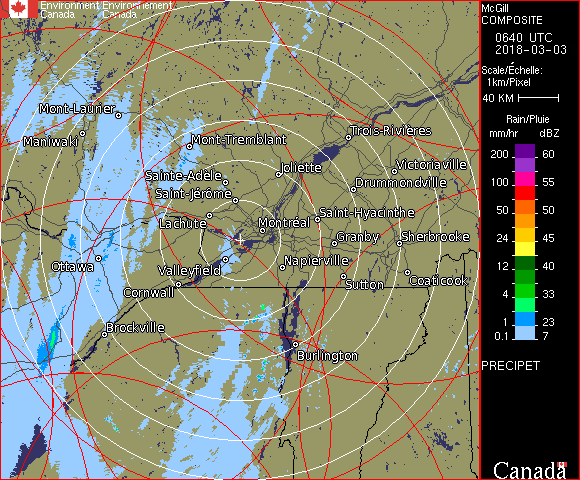 Environment Environnement
Canada Canada
McGill
COMPOSITE
0640 UTC
2018-03-03
Scale/Échelle:
1km/Pixel
40 KM
Rain/Pluie
mm/hr dBZ
200 60
100 55
50 50
24 45
12 40
4 33
1 23
0.1 7
PRECIPET
Canada
Mont-Laurier
Maniwaki
Mont-Tremblant
Trois-Rivières
Sainte-Adèle
Joliette
Victoriaville
Saint-Jérôme
Drummondville
Lachute
Montréal
Saint-Hyacinthe
Granby
Sherbrooke
Ottawa
Valleyfield
Napierville
Cornwall
Sutton
Coaticook
Brockville
Burlington